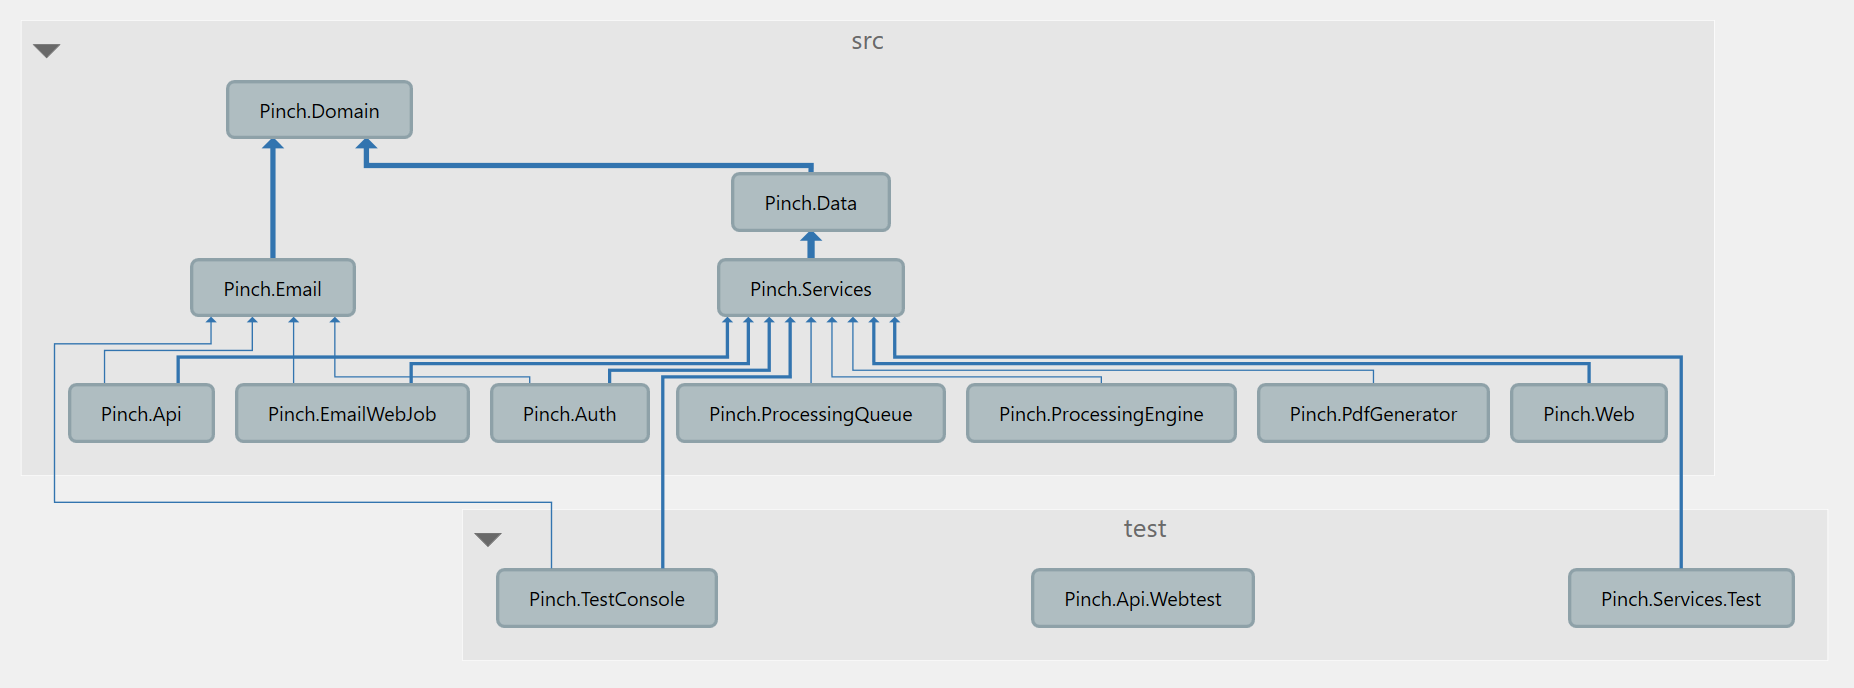 src
Pinch.Domain
Pinch.Data
Pinch.Email
Pinch.Services
Pinch.Api
Pinch.EmailWebJob
Pinch.Auth
Pinch.ProcessingQueue
Pinch.ProcessingEngine
Pinch.PdfGenerator
Pinch.Web
test
Pinch.TestConsole
Pinch.Api.Webtest
Pinch.Services.Test